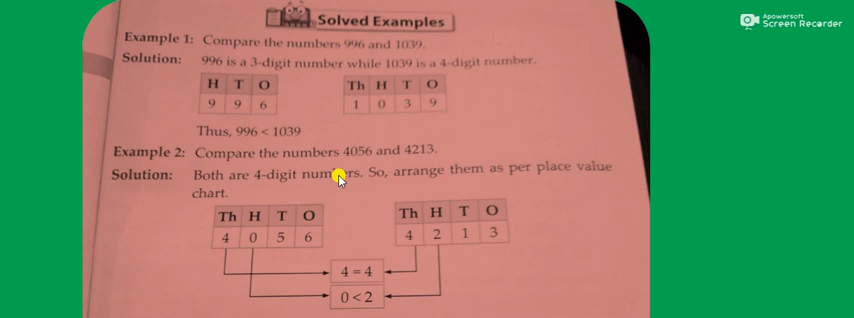 Solved Examples
Apowersoft
Screen Recorder
Example 1: Compare the numbers 996 and 1039.
Solution: 996 is a 3-digit number while 1039 is a 4-digit number.
H T O Th H T O
9 9 6 1 0 3 9
Thus, 996 < 1039
Example 2: Compare the numbers 4056 and 4213.
Solution: Both are 4-digit numbers. So, arrange them as per place value
chart.
Th H T O Th H T O
4 0 5 6 4 2 1 3
4 = 4
0 < 2